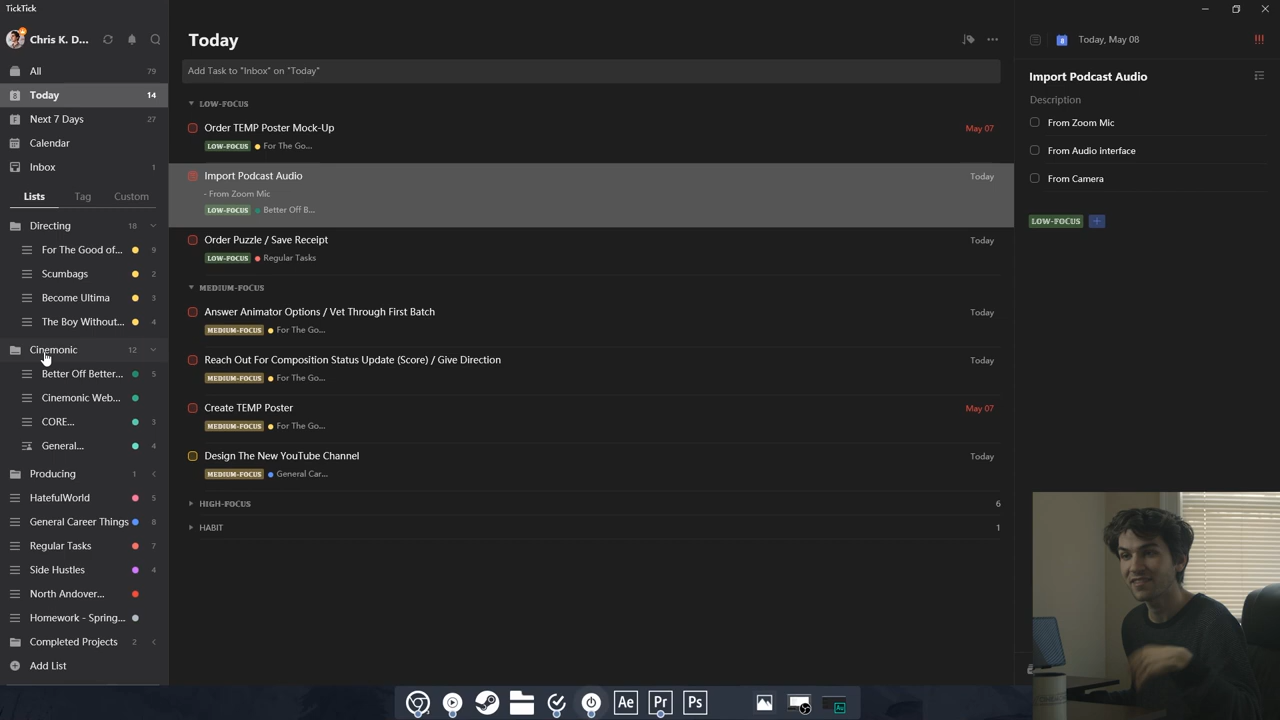 TickTick
Chris K. D...
All 79
Today 14
Next 7 Days 27
Calendar
Inbox 1
Lists Tag Custom
Directing 18
For The Good of... 9
Scumbags 2
Become Ultima 3
The Boy Without... 4
Cinemonic 12
Better Off Better... 5
Cinemonic Web...
CORE... 3
General... 4
Producing 1
HatefulWorld 5
General Career Things 8
Regular Tasks 7
Side Hustles 4
North Andover...
Homework - Spring...
Completed Projects 2
Add List
Today
Add Task to "Inbox" on "Today"
LOW-FOCUS
Order TEMP Poster Mock-Up May 07
LOW-FOCUS For The Go...
Import Podcast Audio Today
- From Zoom Mic
LOW-FOCUS Better Off B...
Order Puzzle / Save Receipt Today
LOW-FOCUS Regular Tasks
MEDIUM-FOCUS
Answer Animator Options / Vet Through First Batch Today
MEDIUM-FOCUS For The Go...
Reach Out For Composition Status Update (Score) / Give Direction Today
MEDIUM-FOCUS For The Go...
Create TEMP Poster May 07
MEDIUM-FOCUS For The Go...
Design The New YouTube Channel Today
MEDIUM-FOCUS General Car...
HIGH-FOCUS 6
HABIT 1
Today, May 08 !!!
Import Podcast Audio
Description
From Zoom Mic
From Audio interface
From Camera
LOW-FOCUS +
Ae Pr Ps